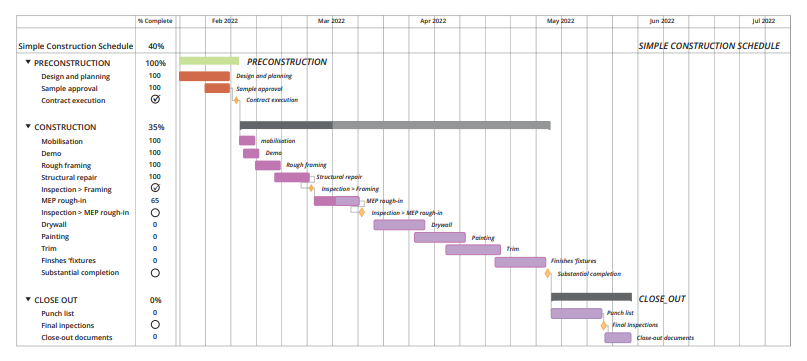 % Complete Feb 2022 Mar 2022 Apr 2022 May 2022 Jun 2022 Jul 2022
Simple Construction Schedule 40% SIMPLE CONSTRUCTION SCHEDULE
PRECONSTRUCTION 100% PRECONSTRUCTION
Design and planning 100 Design and planning
Sample approval 100 Sample approval
Contract execution Contract execution
CONSTRUCTION 35%
Mobilisation 100 mobilisation
Demo 100 Demo
Rough framing 100 Rough framing
Structural repair 100 Structural repair
Inspection > Framing Inspection > Framing
MEP rough-in 65 MEP rough-in
Inspection > MEP rough-in Inspection > MEP rough-in
Drywall 0 Drywall
Painting 0 Painting
Trim 0 Trim
Finshes 'fixtures 0 Finishes 'fixtures
Substantial completion Substantial completion
CLOSE OUT 0% CLOSE_OUT
Punch list 0 Punch list
Final inpections Final Inspections
Close-out documents 0 Close-out documents